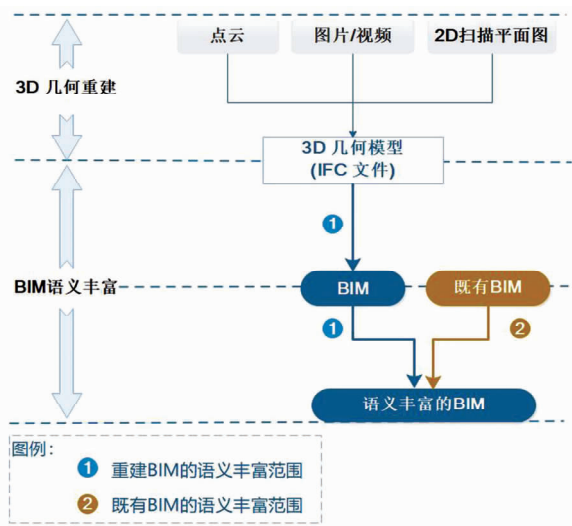 点云
图片/视频
2D扫描平面图
3D 几何重建
3D 几何模型
(IFC 文件)
1
BIM语义丰富
BIM
既有BIM
1
2
语义丰富的BIM
图例：
1 重建BIM的语义丰富范围
2 既有BIM的语义丰富范围